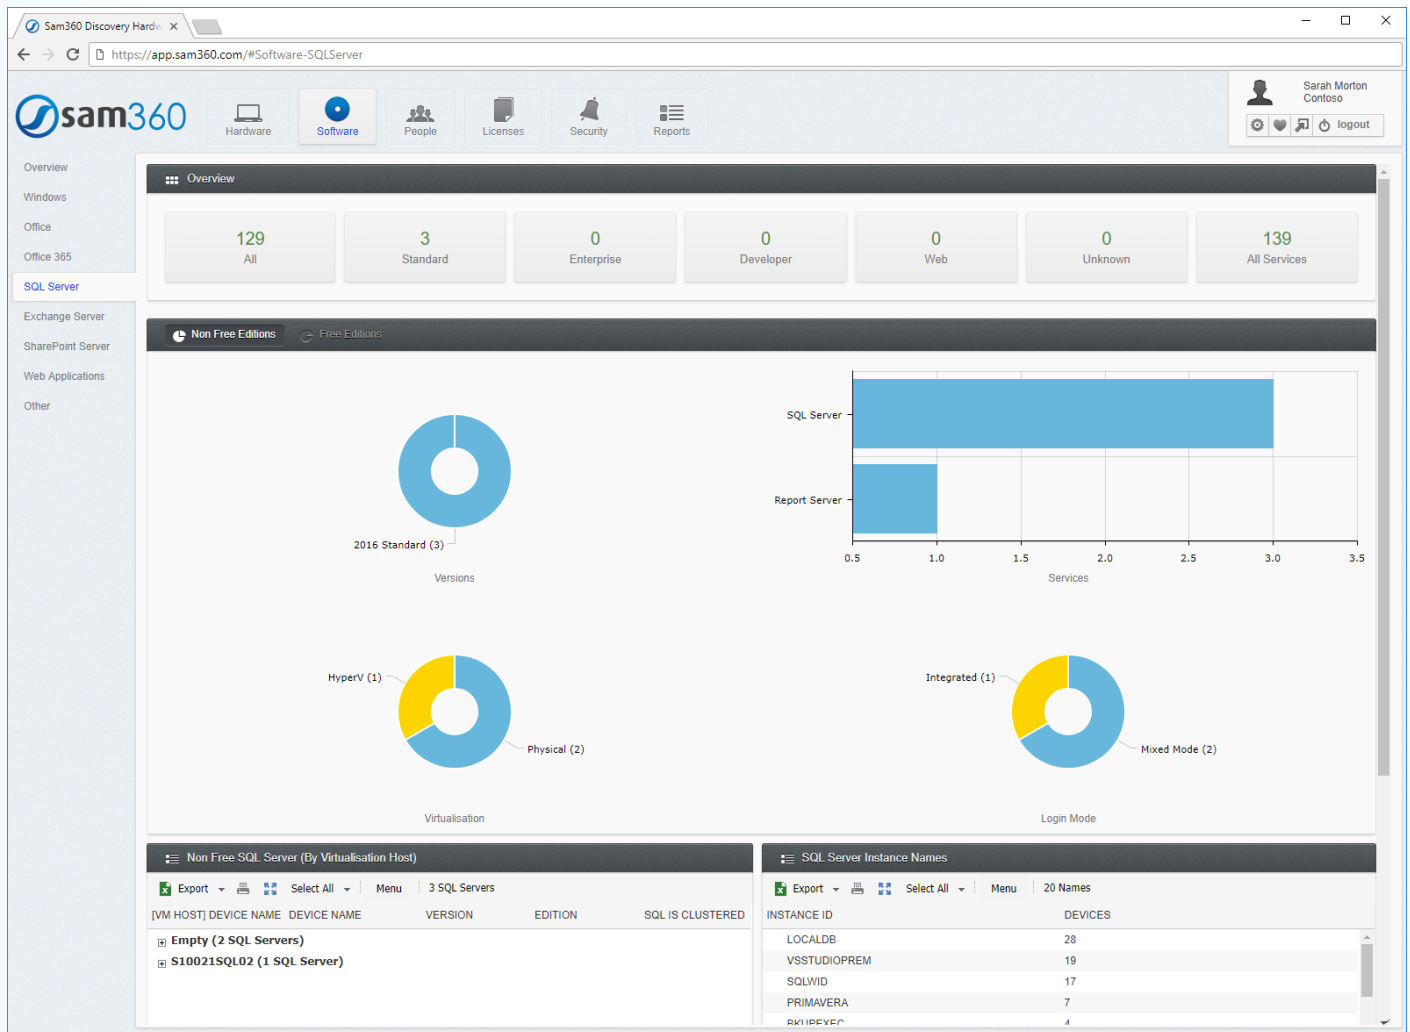 Sam360 Discovery Hardw
https://app.sam360.com/#Software-SQLServer
sam360
Hardware
Software
People
Licenses
Security
Reports
Sarah Morton
Contoso
logout
Overview
Windows
Office
Office 365
SQL Server
Exchange Server
SharePoint Server
Web Applications
Other
Overview
129
All
3
Standard
0
Enterprise
0
Developer
0
Web
0
Unknown
139
All Services
Non Free Editions
Free Editions
2016 Standard (3)
Versions
SQL Server
Report Server
0.5 1.0 1.5 2.0 2.5 3.0 3.5
Services
HyperV (1)
Physical (2)
Virtualisation
Integrated (1)
Mixed Mode (2)
Login Mode
Non Free SQL Server (By Virtualisation Host)
Export Select All Menu 3 SQL Servers
[VM HOST] DEVICE NAME DEVICE NAME VERSION EDITION SQL IS CLUSTERED
Empty (2 SQL Servers)
S10021SQL02 (1 SQL Server)
SQL Server Instance Names
Export Select All Menu 20 Names
INSTANCE ID DEVICES
LOCALDB 28
VSSTUDIOPREM 19
SQLWID 17
PRIMAVERA 7
BKUPEXEC 4